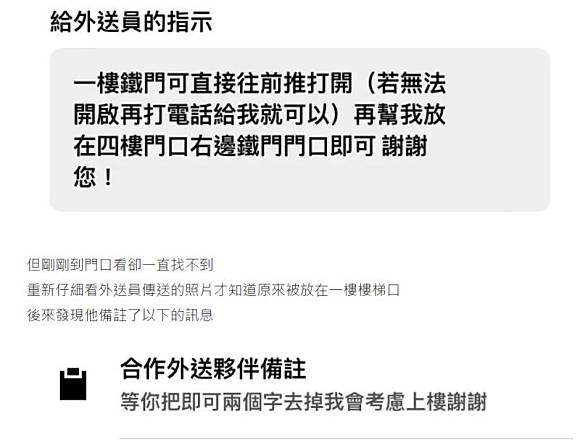 給外送員的指示
一樓鐵門可直接往前推打開（若無法
開啟再打電話給我就可以）再幫我放
在四樓門口右邊鐵門門口即可 謝謝
您！
但剛剛到門口看卻一直找不到
重新仔細看外送員傳送的照片才知道原來被放在一樓樓梯口
後來發現他備註了以下的訊息
合作外送夥伴備註
等你把即可兩個字去掉我會考慮上樓謝謝